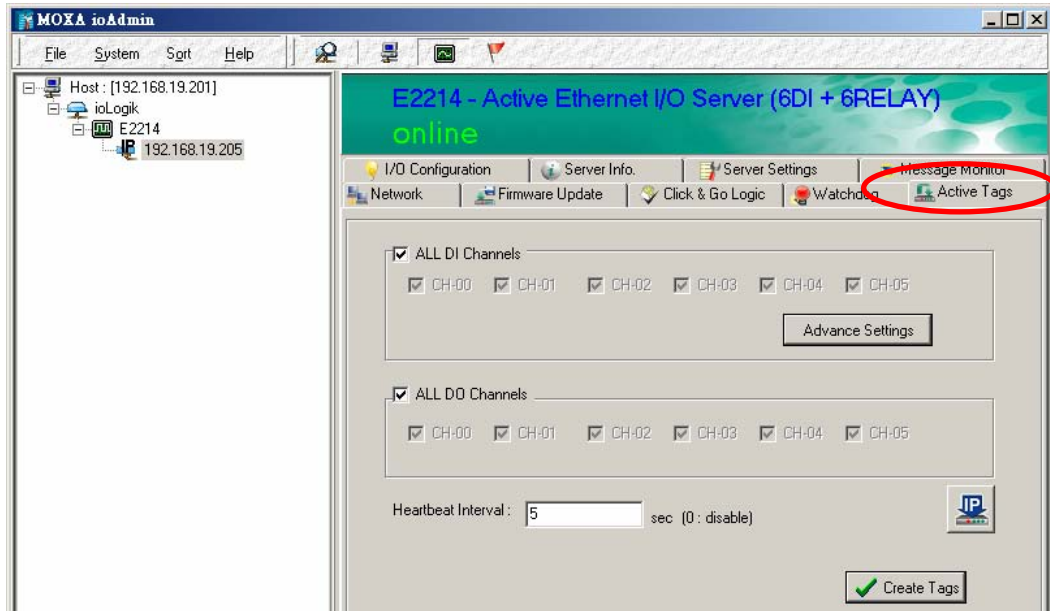 MOXA ioAdmin
File System Sort Help
Host : [192.168.19.201]
ioLogik
E2214
192.168.19.205
E2214 - Active Ethernet I/O Server (6DI + 6RELAY)
online
I/O Configuration Server Info. Server Settings Message Monitor
Network Firmware Update Click & Go Logic Watchdog Active Tags
ALL DI Channels
CH-00 CH-01 CH-02 CH-03 CH-04 CH-05
Advance Settings
ALL DO Channels
CH-00 CH-01 CH-02 CH-03 CH-04 CH-05
Heartbeat Interval : 5 sec (0 : disable)
IP
Create Tags